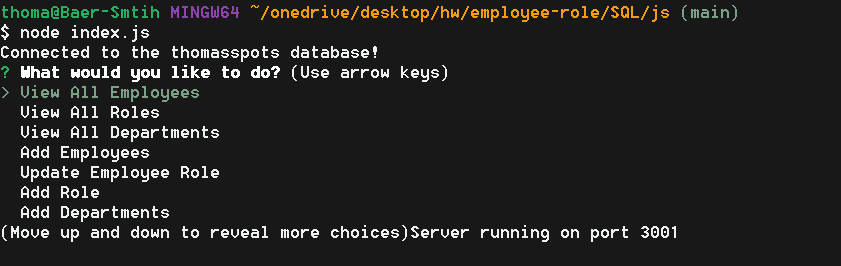 thoma@Baer-Smtih MINGW64 ~/onedrive/desktop/hw/employee-role/SQL/js (main)
$ node index.js
Connected to the thomasspots database!
? What would you like to do? (Use arrow keys)
> View All Employees
View All Roles
View All Departments
Add Employees
Update Employee Role
Add Role
Add Departments
(Move up and down to reveal more choices)Server running on port 3001